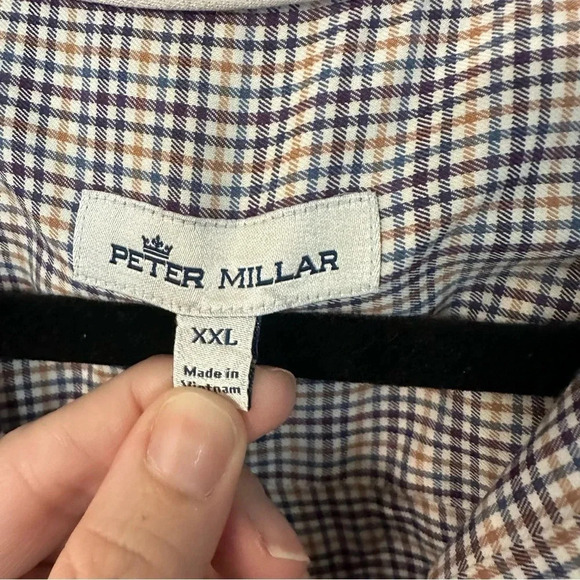 PETER MILLAR
XXL
Made in
Vietnam